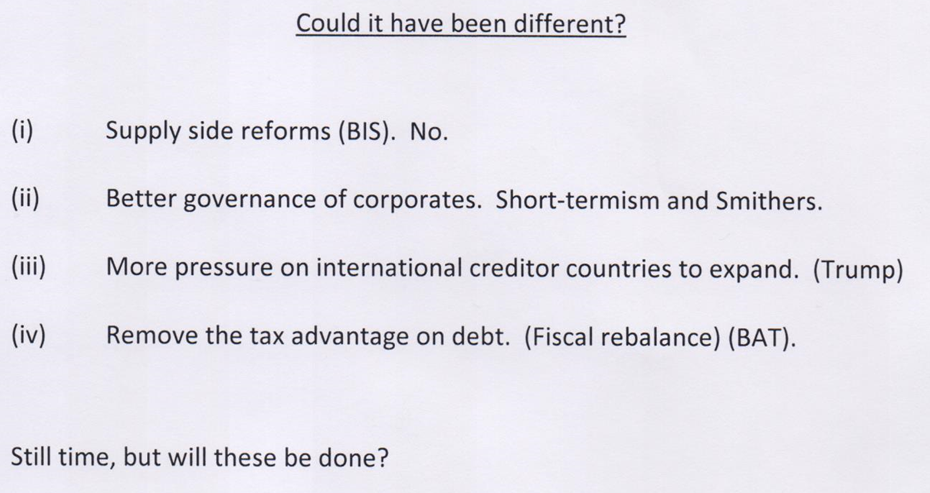 Could it have been different?
(i) Supply side reforms (BIS). No.
(ii) Better governance of corporates. Short-termism and Smithers.
(iii) More pressure on international creditor countries to expand. (Trump)
(iv) Remove the tax advantage on debt. (Fiscal rebalance) (BAT).
Still time, but will these be done?